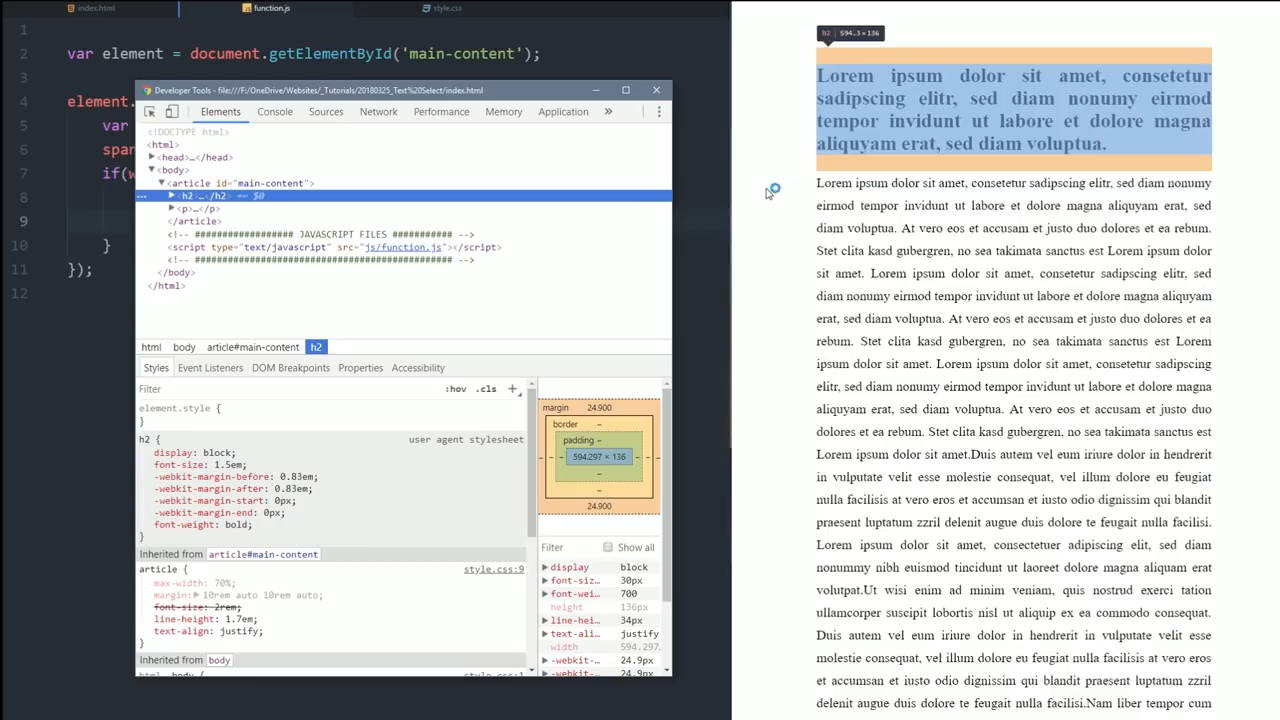 index.html function.js style.css
1
2 var element = document.getElementById('main-content');
3
4 element.
5 var
6 span
7 if(w
8
9
10 }
11 });
12
Developer Tools - file:///F:/OneDrive/Websites/_Tutorials/20180325_Text%20Select/index.html
Elements Console Sources Network Performance Memory Application »
<!DOCTYPE html>
<html>
<head>…</head>
<body>
<article id="main-content">
… <h2>…</h2> == $0
<p>…</p>
</article>
<!-- ################## JAVASCRIPT FILES ########### -->
<script type="text/javascript" src="js/function.js"></script>
<!-- ############################################# -->
</body>
</html>
html body article#main-content h2
Styles Event Listeners DOM Breakpoints Properties Accessibility
Filter :hov .cls +
element.style {
}
h2 { user agent stylesheet
display: block;
font-size: 1.5em;
-webkit-margin-before: 0.83em;
-webkit-margin-after: 0.83em;
-webkit-margin-start: 0px;
-webkit-margin-end: 0px;
font-weight: bold;
}
Inherited from article#main-content
article { style.css:9
max-width: 70%;
margin: 10rem auto 10rem auto;
font-size: 2rem;
line-height: 1.7em;
text-align: justify;
}
Inherited from body
html, body { style.css:1
margin 24.900
border –
padding –
– – 594.297 × 136 – –
–
–
24.900
Filter Show all
display block
font-siz… 30px
font-wei… 700
height 136px
line-hei… 34px
text-ali… justify
width 594.297
-webkit-… 24.9px
-webkit-… 24.9px
h2 594.3 × 136
Lorem ipsum dolor sit amet, consetetur
sadipscing elitr, sed diam nonumy eirmod
tempor invidunt ut labore et dolore magna
aliquyam erat, sed diam voluptua.
Lorem ipsum dolor sit amet, consetetur sadipscing elitr, sed diam nonumy
eirmod tempor invidunt ut labore et dolore magna aliquyam erat, sed
diam voluptua. At vero eos et accusam et justo duo dolores et ea rebum.
Stet clita kasd gubergren, no sea takimata sanctus est Lorem ipsum dolor
sit amet. Lorem ipsum dolor sit amet, consetetur sadipscing elitr, sed
diam nonumy eirmod tempor invidunt ut labore et dolore magna aliquyam
erat, sed diam voluptua. At vero eos et accusam et justo duo dolores et ea
rebum. Stet clita kasd gubergren, no sea takimata sanctus est Lorem
ipsum dolor sit amet. Lorem ipsum dolor sit amet, consetetur sadipscing
elitr, sed diam nonumy eirmod tempor invidunt ut labore et dolore magna
aliquyam erat, sed diam voluptua. At vero eos et accusam et justo duo
dolores et ea rebum. Stet clita kasd gubergren, no sea takimata sanctus est
Lorem ipsum dolor sit amet.Duis autem vel eum iriure dolor in hendrerit
in vulputate velit esse molestie consequat, vel illum dolore eu feugiat
nulla facilisis at vero eros et accumsan et iusto odio dignissim qui blandit
praesent luptatum zzril delenit augue duis dolore te feugait nulla facilisi.
Lorem ipsum dolor sit amet, consectetuer adipiscing elit, sed diam
nonummy nibh euismod tincidunt ut laoreet dolore magna aliquam erat
volutpat.Ut wisi enim ad minim veniam, quis nostrud exerci tation
ullamcorper suscipit lobortis nisl ut aliquip ex ea commodo consequat.
Duis autem vel eum iriure dolor in hendrerit in vulputate velit esse
molestie consequat, vel illum dolore eu feugiat nulla facilisis at vero eros
et accumsan et iusto odio dignissim qui blandit praesent luptatum zzril
delenit augue duis dolore te feugait nulla facilisi.Nam liber tempor cum